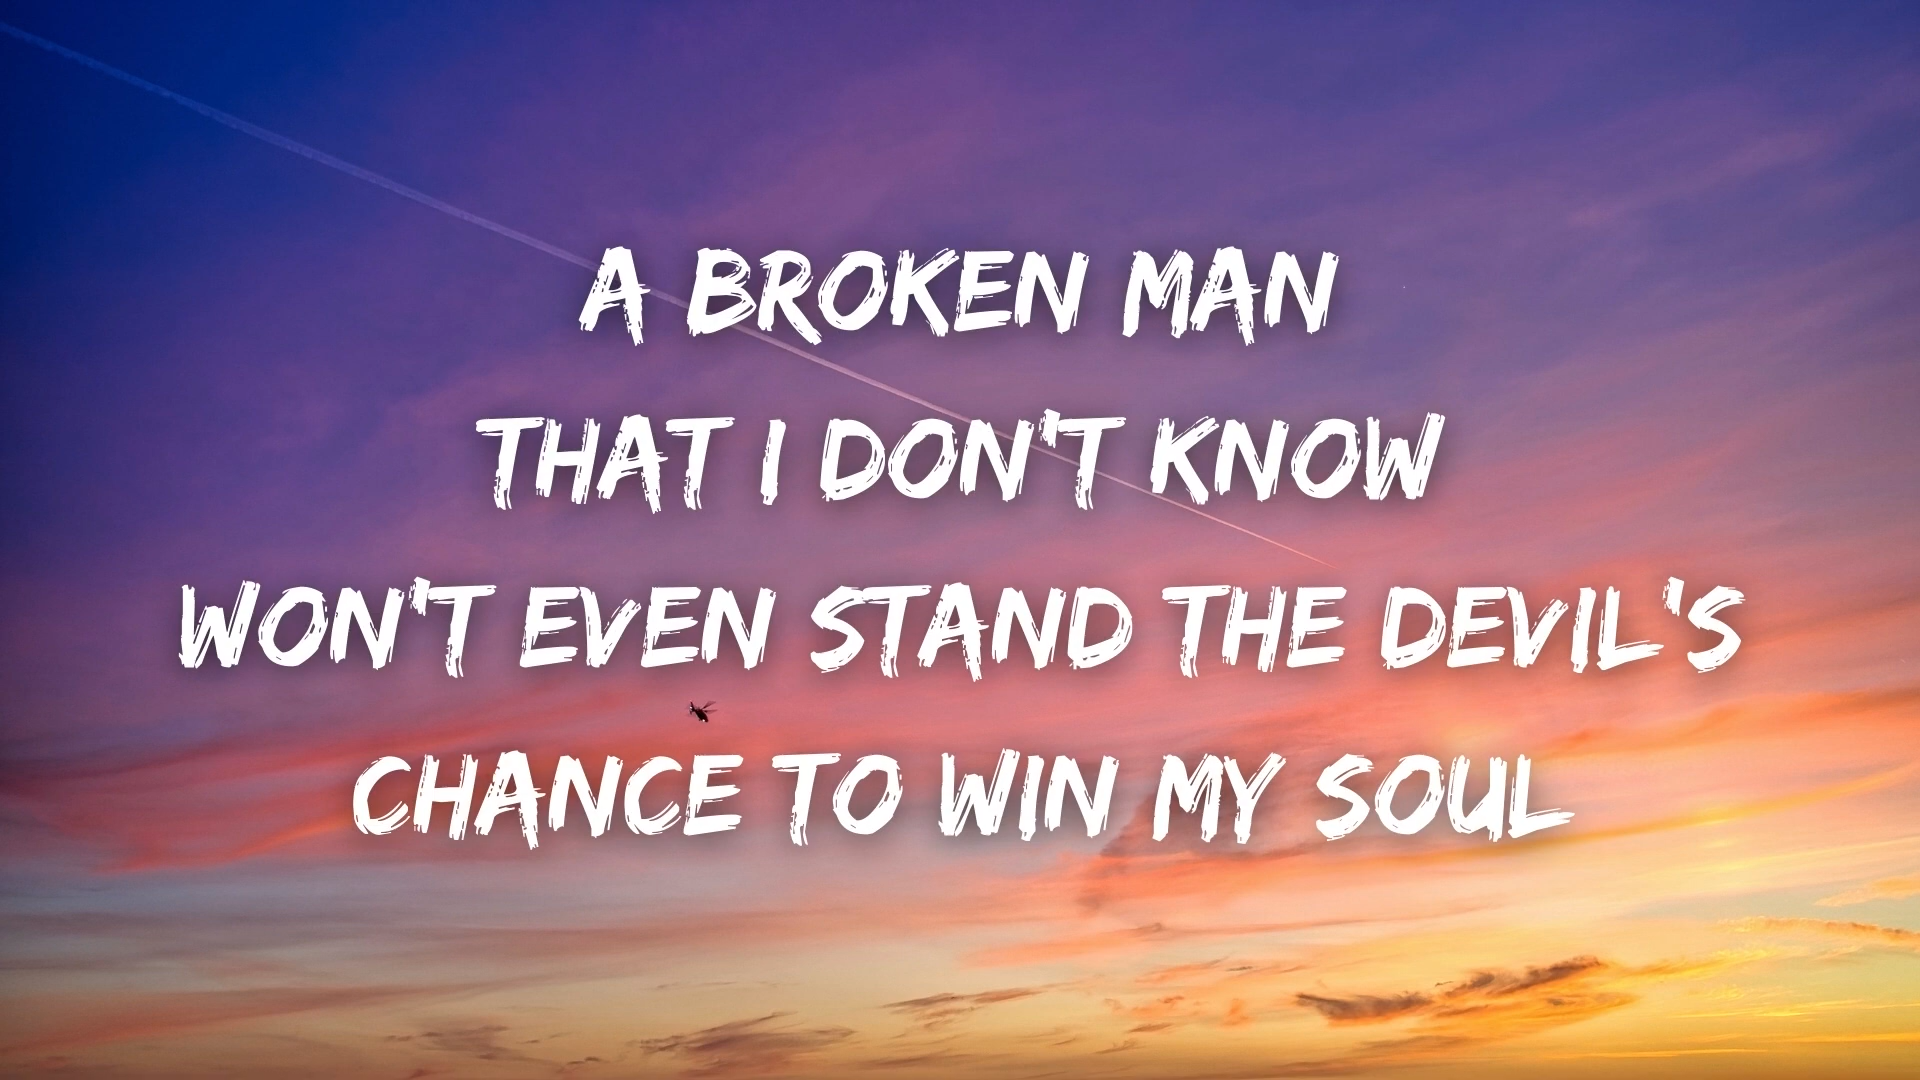 A BROKEN MAN
THAT I DON'T KNOW
WON'T EVEN STAND THE DEVIL'S
CHANCE TO WIN MY SOUL